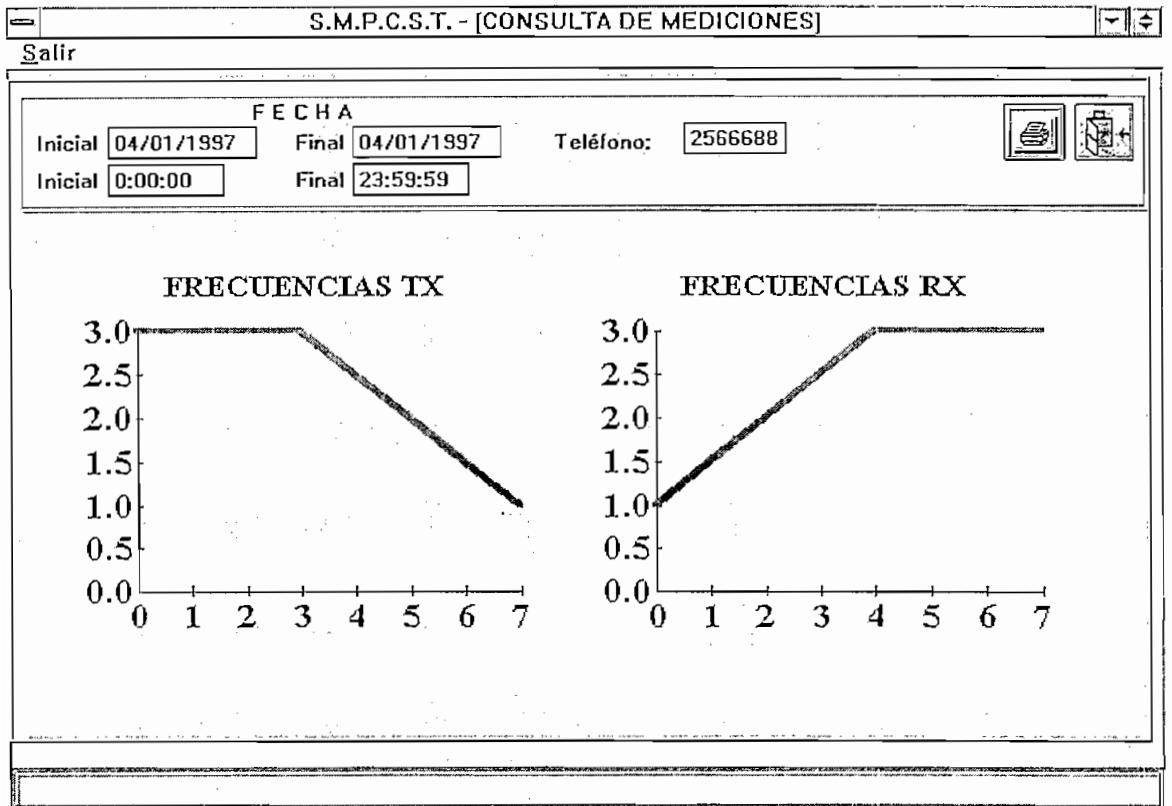 S.M.P.C.S.T. - [CONSULTA DE MEDICIONES]
Salir
FECHA
Inicial 04/01/1997 Final 04/01/1997 Teléfono: 2566688
Inicial 0:00:00 Final 23:59:59
FRECUENCIAS TX
3.0
2.5
2.0
1.5
1.0
0.5
0.0
0 1 2 3 4 5 6 7
FRECUENCIAS RX
3.0
2.5
2.0
1.5
1.0
0.5
0.0
0 1 2 3 4 5 6 7